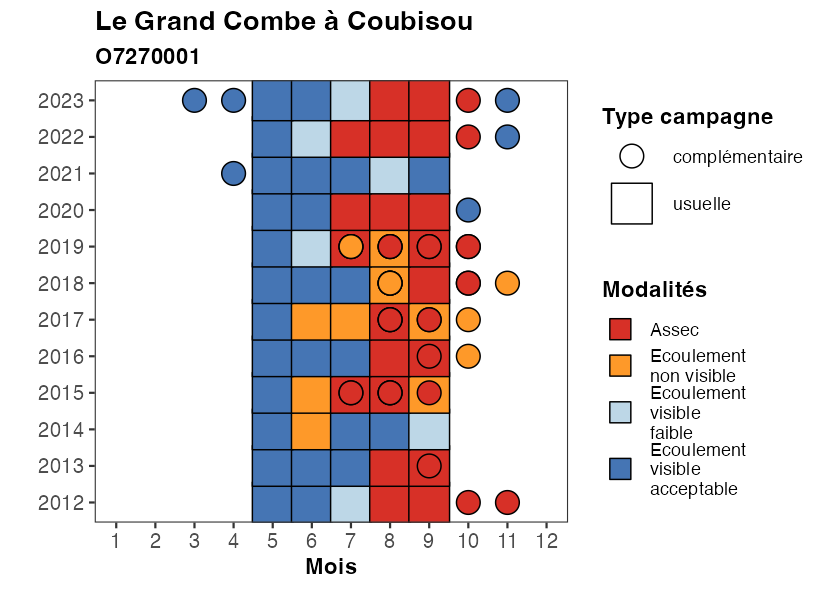 Le Grand Combe à Coubisou
O7270001
2023
2022
2021
2020
2019
2018
2017
2016
2015
2014
2013
2012
1 2 3 4 5 6 7 8 9 10 11 12
Mois
Type campagne
complémentaire
usuelle
Modalités
Assec
Ecoulement
non visible
Ecoulement
visible
faible
Ecoulement
visible
acceptable